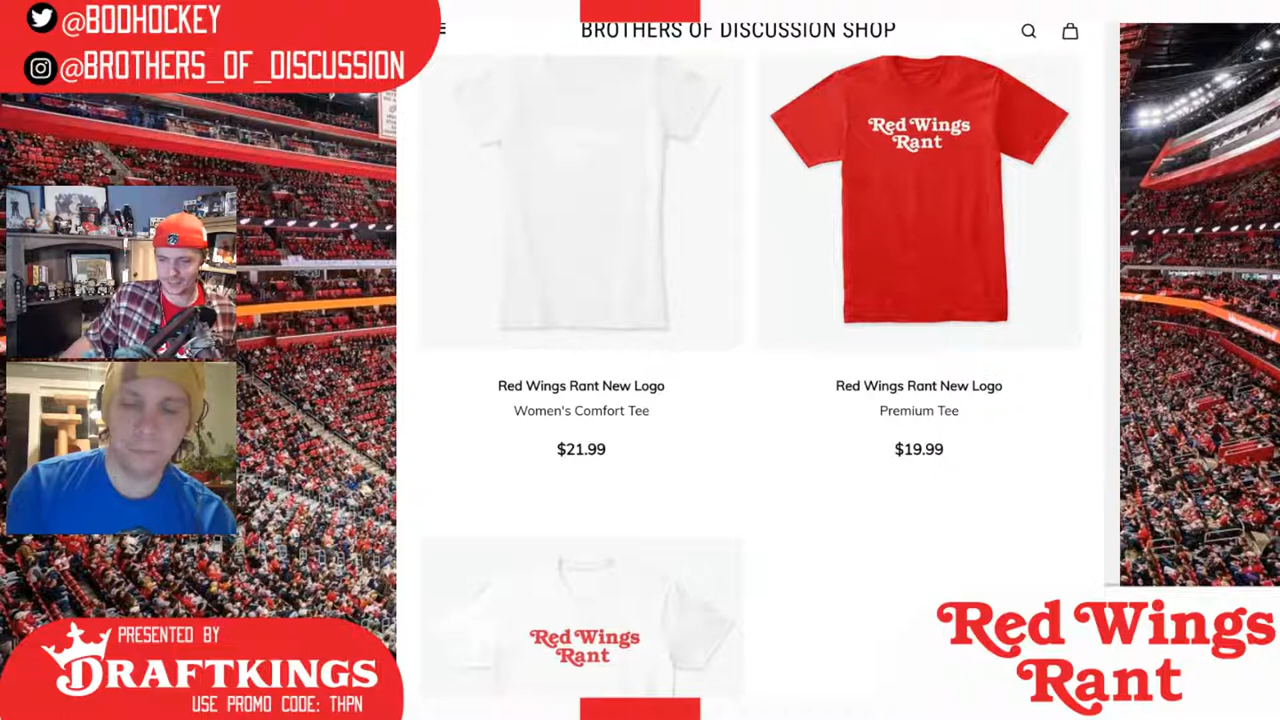 @BODHOCKEY
@BROTHERS_OF_DISCUSSION
BROTHERS OF DISCUSSION SHOP
Red Wings
Rant
Red Wings Rant New Logo
Women's Comfort Tee
$21.99
Red Wings Rant New Logo
Premium Tee
$19.99
Red Wings
Rant
PRESENTED BY
DRAFTKINGS
USE PROMO CODE: THPN
Red Wings
Rant